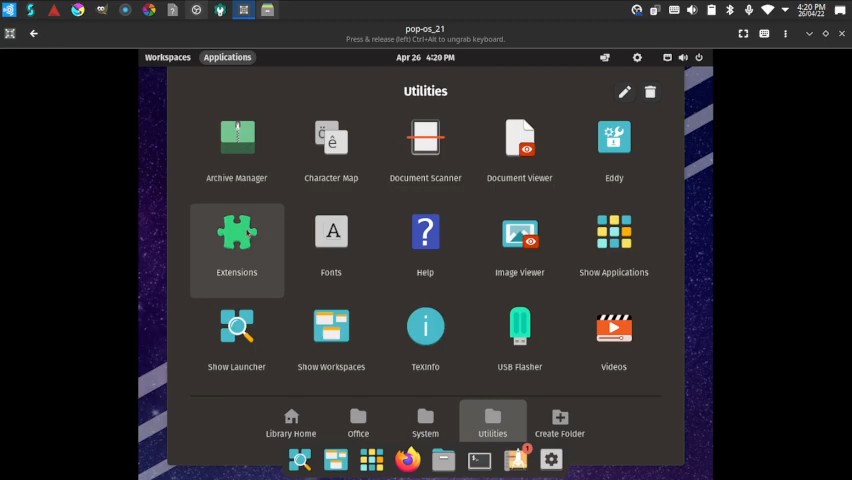 4:20 PM
26/04/22
pop-os_21
Press & release (left) Ctrl+Alt to ungrab keyboard.
Workspaces Applications Apr 26 4:20 PM
Utilities
Archive Manager Character Map Document Scanner Document Viewer Eddy
Extensions Fonts Help Image Viewer Show Applications
Show Launcher Show Workspaces TeXInfo USB Flasher Videos
Library Home Office System Utilities Create Folder
1